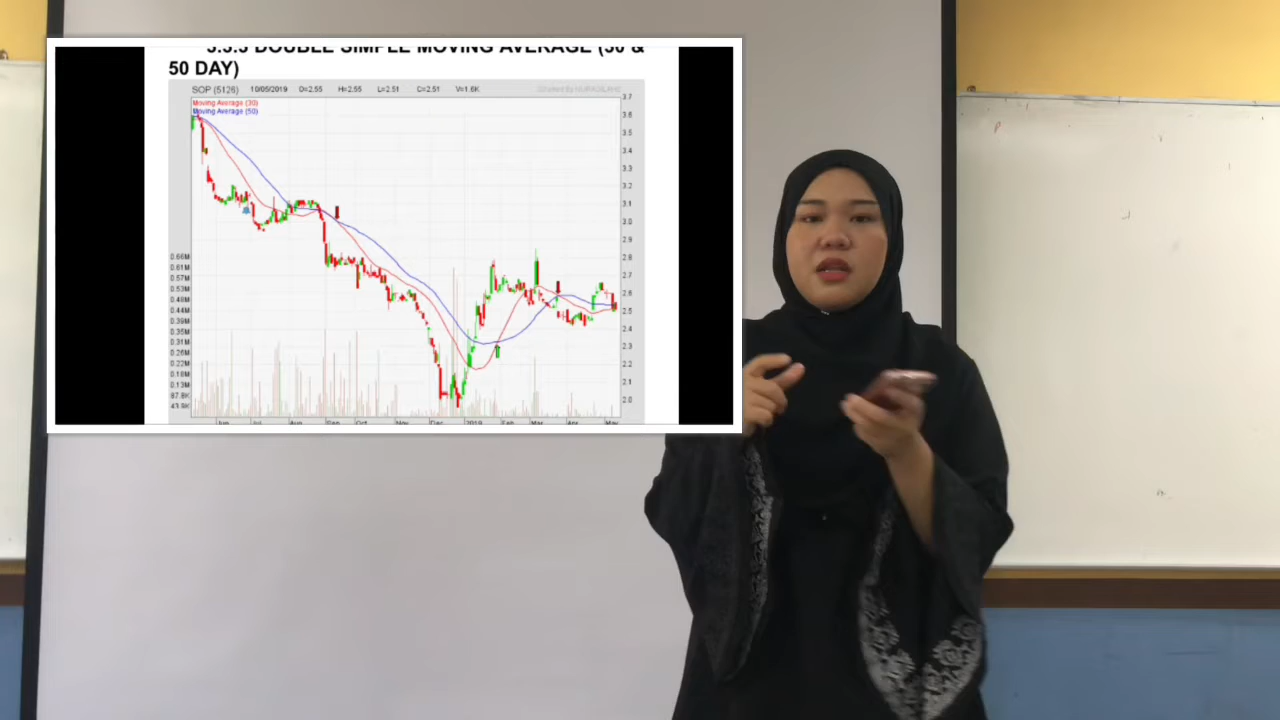 3.3.3 DOUBLE SIMPLE MOVING AVERAGE (30 &
50 DAY)
SOP (5126) 10/05/2019 O=2.55 H=2.55 L=2.51 C=2.51 V=1.6K
Moving Average (30)
Moving Average (50)
3.7
3.6
3.5
3.4
3.3
3.2
3.1
3.0
2.9
2.8
2.7
2.6
2.5
2.4
2.3
2.2
2.1
2.0
0.66M
0.61M
0.57M
0.53M
0.48M
0.44M
0.39M
0.35M
0.31M
0.26M
0.22M
0.18M
0.13M
87.8K
43.9K
Jun Jul Aug Sep Oct Nov Dec 2019 Feb Mar Apr May